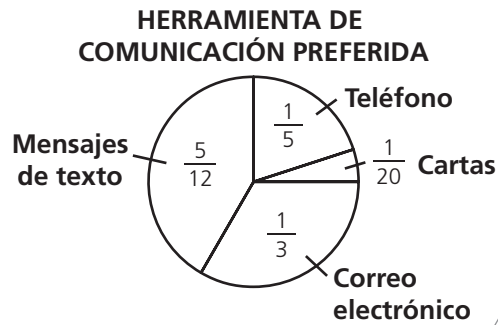 HERRAMIENTA DE
COMUNICACIÓN PREFERIDA
Teléfono
1/5
Mensajes
de texto
5/12
1/20 Cartas
1/3
Correo
electrónico